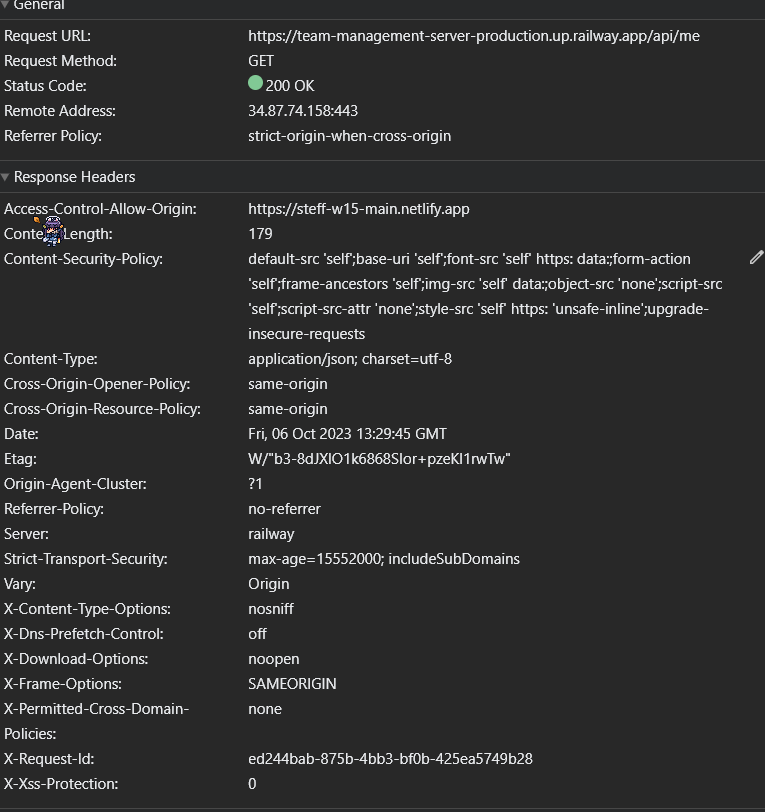 General
Request URL: https://team-management-server-production.up.railway.app/api/me
Request Method: GET
Status Code: 200 OK
Remote Address: 34.87.74.158:443
Referrer Policy: strict-origin-when-cross-origin
Response Headers
Access-Control-Allow-Origin: https://steff-w15-main.netlify.app
Conte Length: 179
Content-Security-Policy: default-src 'self';base-uri 'self';font-src 'self' https: data:;form-action
'self';frame-ancestors 'self';img-src 'self' data:;object-src 'none';script-src
'self';script-src-attr 'none';style-src 'self' https: 'unsafe-inline';upgrade-
insecure-requests
Content-Type: application/json; charset=utf-8
Cross-Origin-Opener-Policy: same-origin
Cross-Origin-Resource-Policy: same-origin
Date: Fri, 06 Oct 2023 13:29:45 GMT
Etag: W/"b3-8dJXlO1k6868Slor+pzeKl1rwTw"
Origin-Agent-Cluster: ?1
Referrer-Policy: no-referrer
Server: railway
Strict-Transport-Security: max-age=15552000; includeSubDomains
Vary: Origin
X-Content-Type-Options: nosniff
X-Dns-Prefetch-Control: off
X-Download-Options: noopen
X-Frame-Options: SAMEORIGIN
X-Permitted-Cross-Domain- none
Policies:
X-Request-Id: ed244bab-875b-4bb3-bf0b-425ea5749b28
X-Xss-Protection: 0